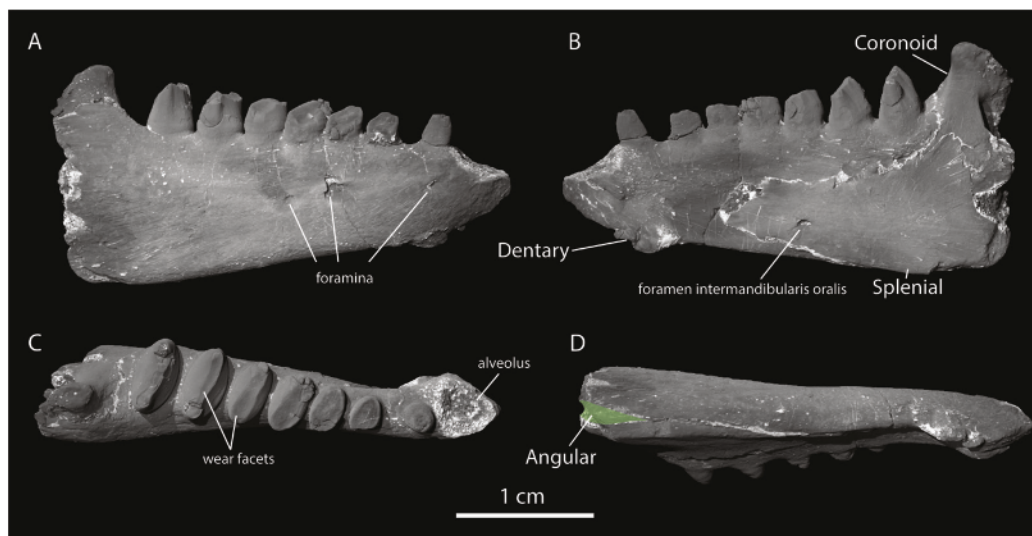 A
B
Coronoid
foramina
Dentary
foramen intermandibularis oralis
Splenial
C
alveolus
wear facets
D
Angular
1 cm